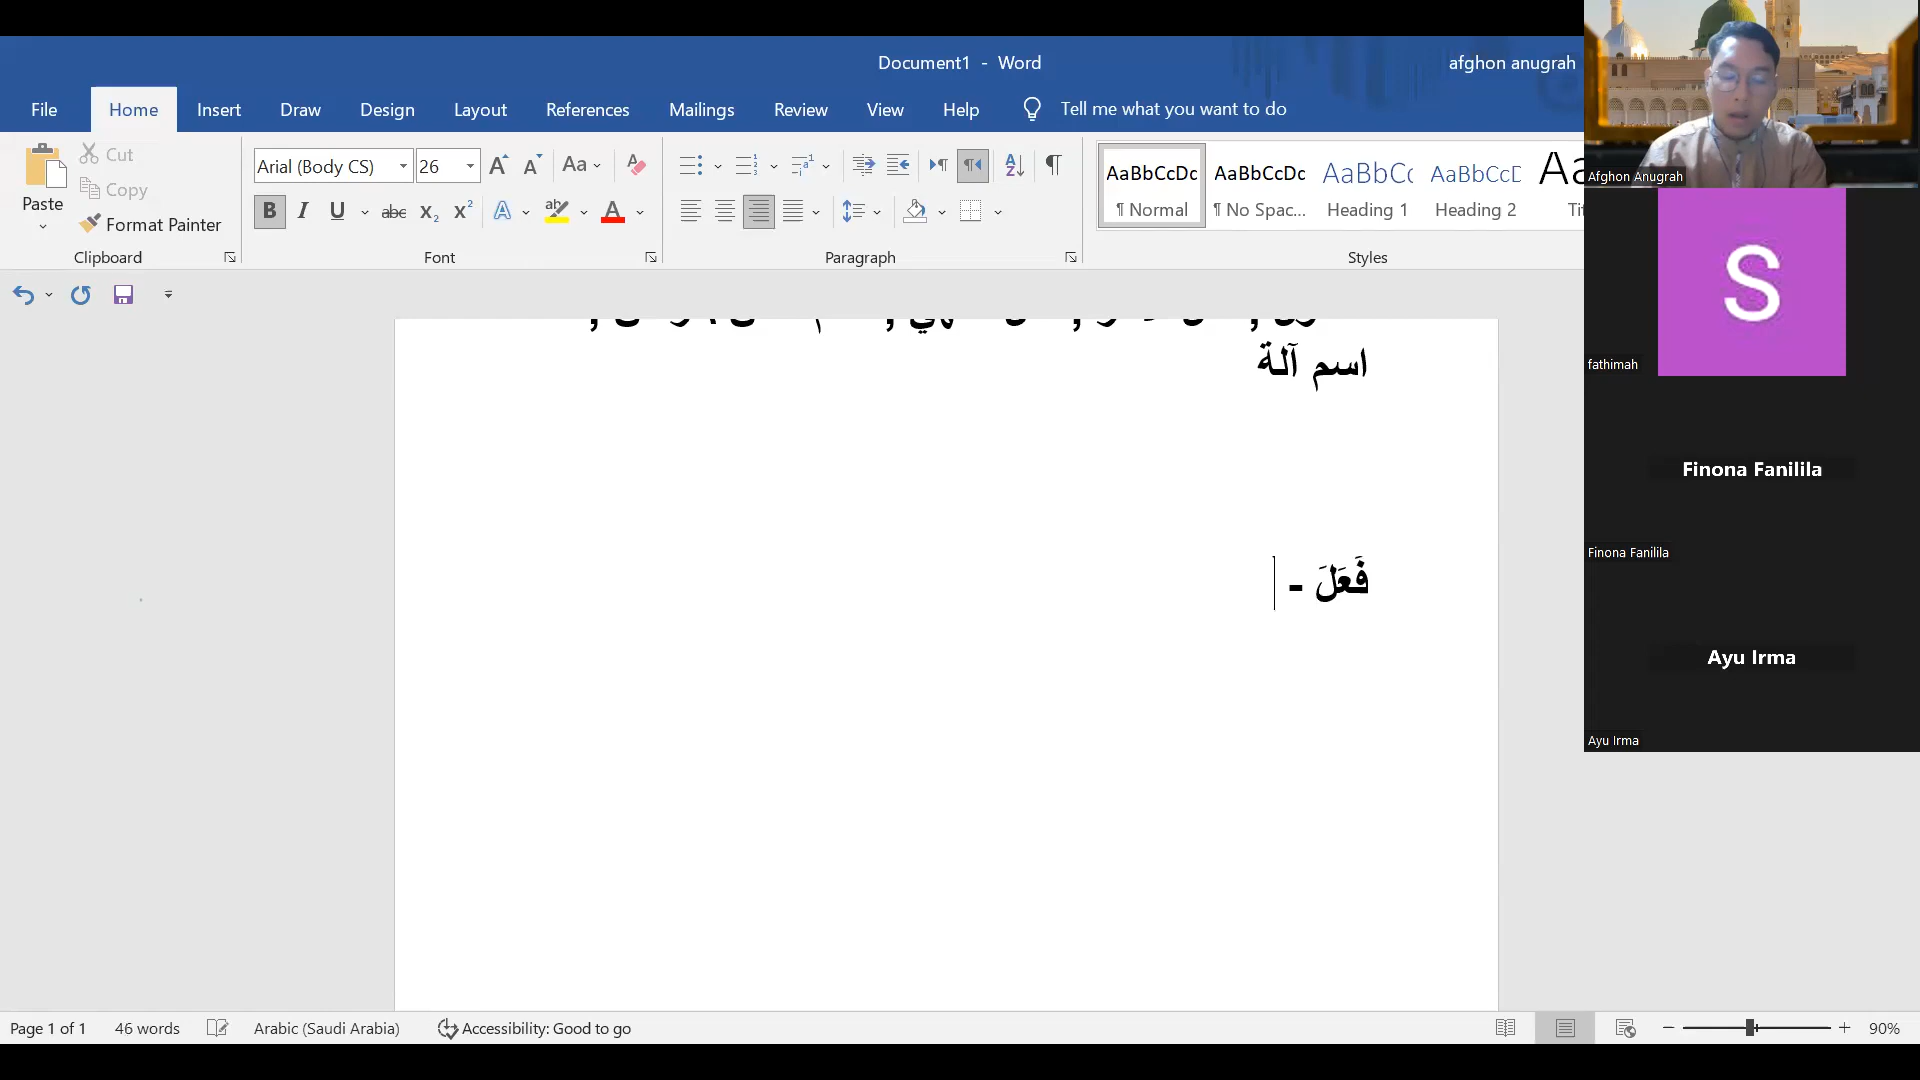 Document1 - Word
afghon anugrah
File Home Insert Draw Design Layout References Mailings Review View Help Tell me what you want to do
Paste
Cut
Copy
Format Painter
Clipboard
Arial (Body CS) 26
Font
Paragraph
AaBbCcDc AaBbCcDc AaBbCc AaBbCcD
¶ Normal ¶ No Spac... Heading 1 Heading 2
Styles
اسم آلة
فَعَلَ -
Page 1 of 1 46 words Arabic (Saudi Arabia) Accessibility: Good to go 90%
Afghon Anugrah
S
fathimah
Finona Fanilila
Finona Fanilila
Ayu Irma
Ayu Irma